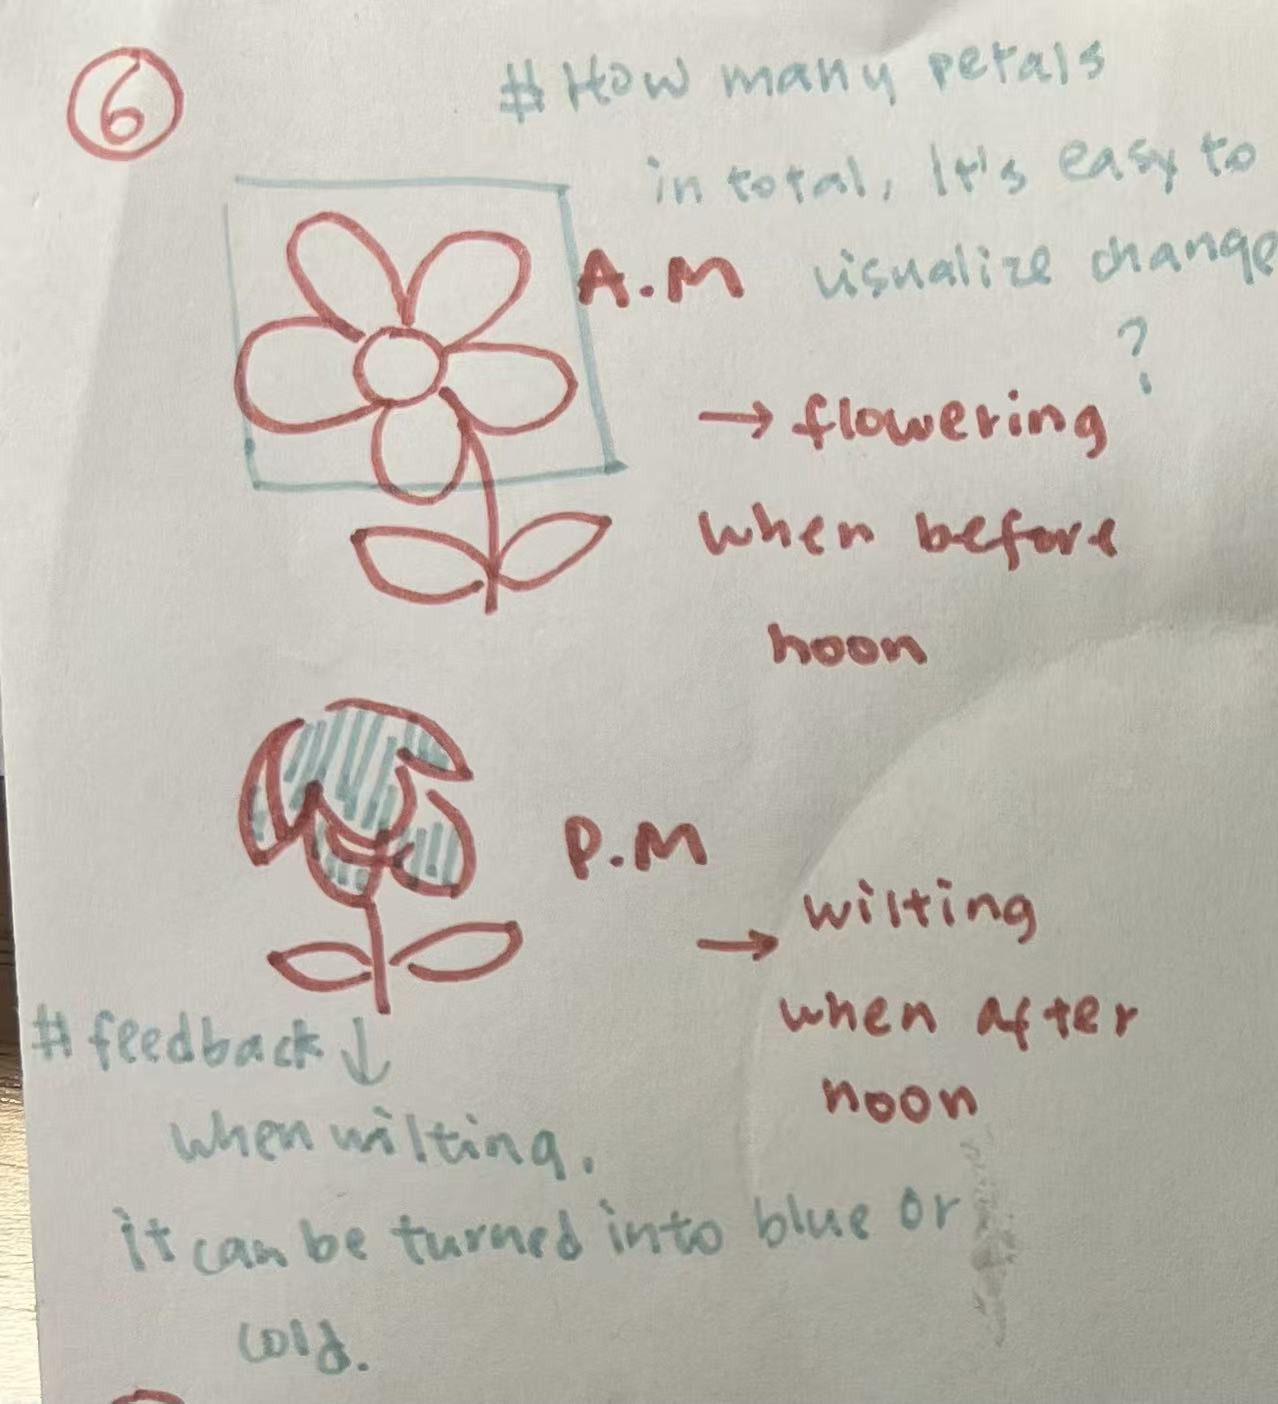 6
# How many petals
in total, It's easy to
visualize change
?
A.M
→ flowering
when before
noon
P.M
→ wilting
when after
noon
# feedback ↓
when wilting.
it can be turned into blue or
cold.